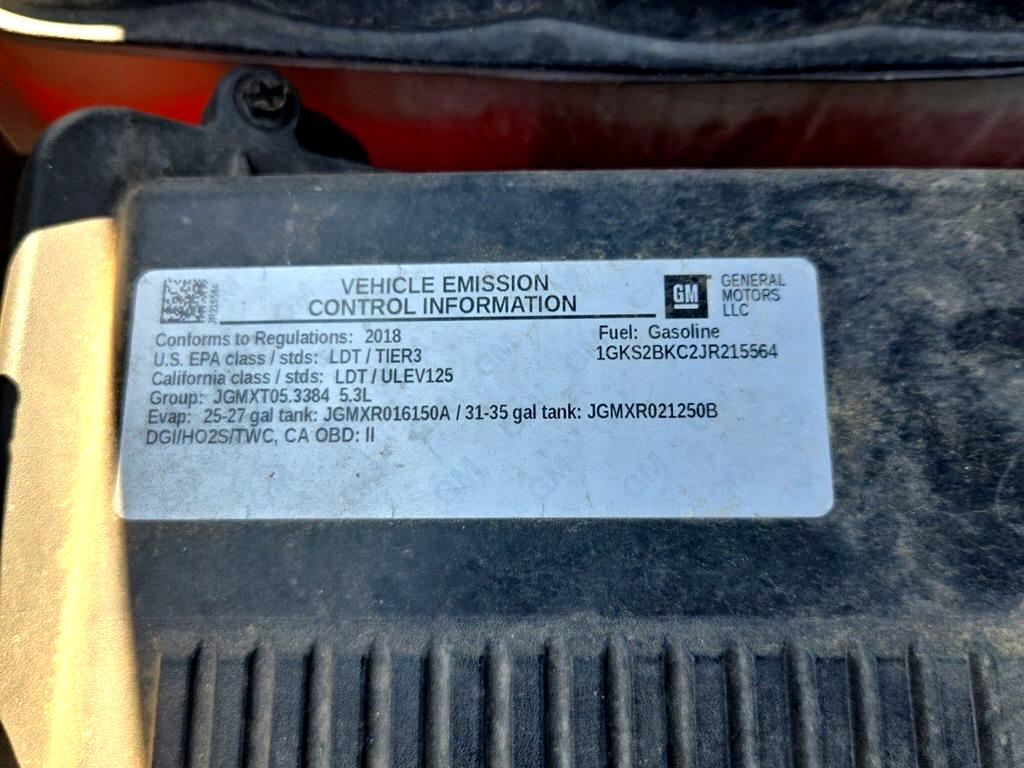 VEHICLE EMISSION
CONTROL INFORMATION
GM
GENERAL
MOTORS
LLC
JR215564
Conforms to Regulations: 2018
Fuel: Gasoline
U.S. EPA class / stds: LDT / TIER3
1GKS2BKC2JR215564
California class / stds: LDT / ULEV125
Group: JGMXT05.3384 5.3L
Evap: 25-27 gal tank: JGMXR016150A / 31-35 gal tank: JGMXR021250B
DGI/HO2S/TWC, CA OBD: II